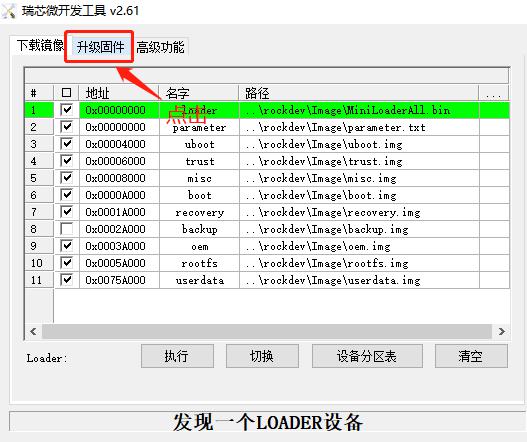 瑞芯微开发工具 v2.61
下载镜像 升级固件 高级功能
# 地址 名字 路径 ...
点击
1 0x00000000 loader ..\rockdev\Image\MiniLoaderAll.bin
2 0x00000000 parameter ..\rockdev\Image\parameter.txt
3 0x00004000 uboot ..\rockdev\Image\uboot.img
4 0x00006000 trust ..\rockdev\Image\trust.img
5 0x00008000 misc ..\rockdev\Image\misc.img
6 0x0000A000 boot ..\rockdev\Image\boot.img
7 0x0001A000 recovery ..\rockdev\Image\recovery.img
8 0x0002A000 backup ..\rockdev\Image\backup.img
9 0x0003A000 oem ..\rockdev\Image\oem.img
10 0x0005A000 rootfs ..\rockdev\Image\rootfs.img
11 0x0075A000 userdata ..\rockdev\Image\userdata.img
Loader: 执行 切换 设备分区表 清空
发现一个LOADER设备